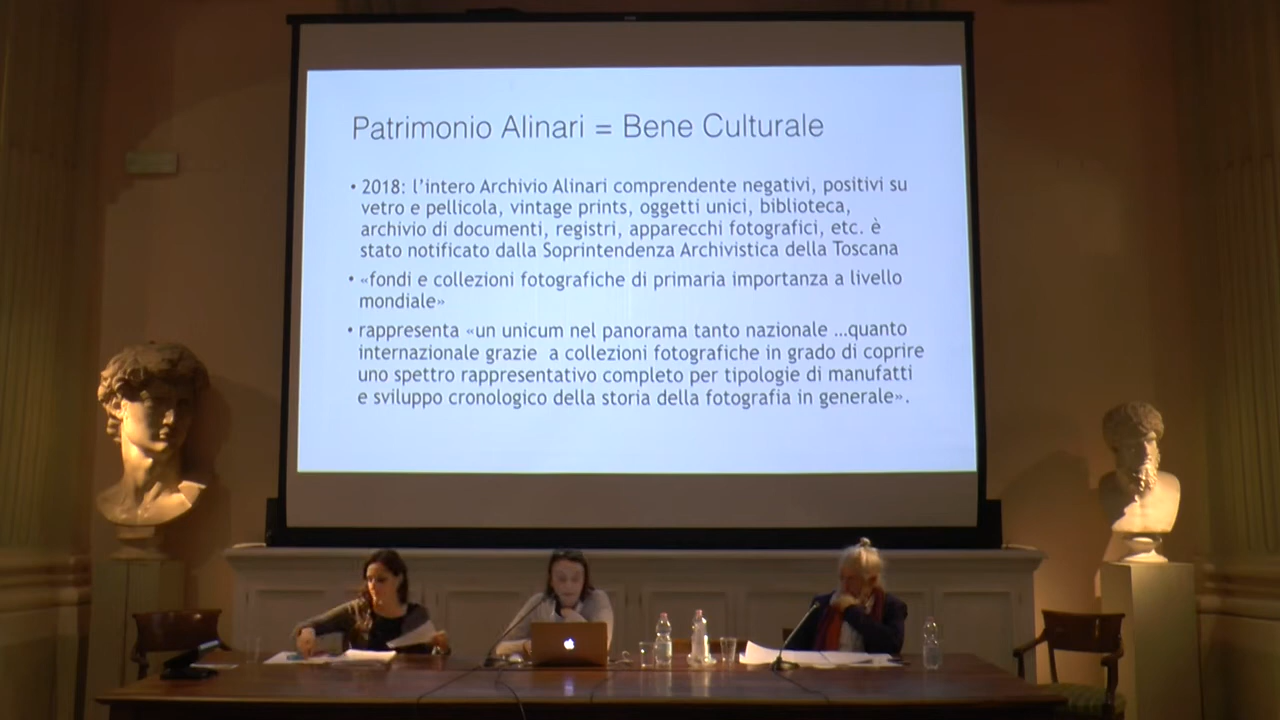 Patrimonio Alinari = Bene Culturale
• 2018: l'intero Archivio Alinari comprendente negativi, positivi su
vetro e pellicola, vintage prints, oggetti unici, biblioteca,
archivio di documenti, registri, apparecchi fotografici, etc. è
stato notificato dalla Soprintendenza Archivistica della Toscana
• «fondi e collezioni fotografiche di primaria importanza a livello
mondiale»
• rappresenta «un unicum nel panorama tanto nazionale ...quanto
internazionale grazie a collezioni fotografiche in grado di coprire
uno spettro rappresentativo completo per tipologie di manufatti
e sviluppo cronologico della storia della fotografia in generale».